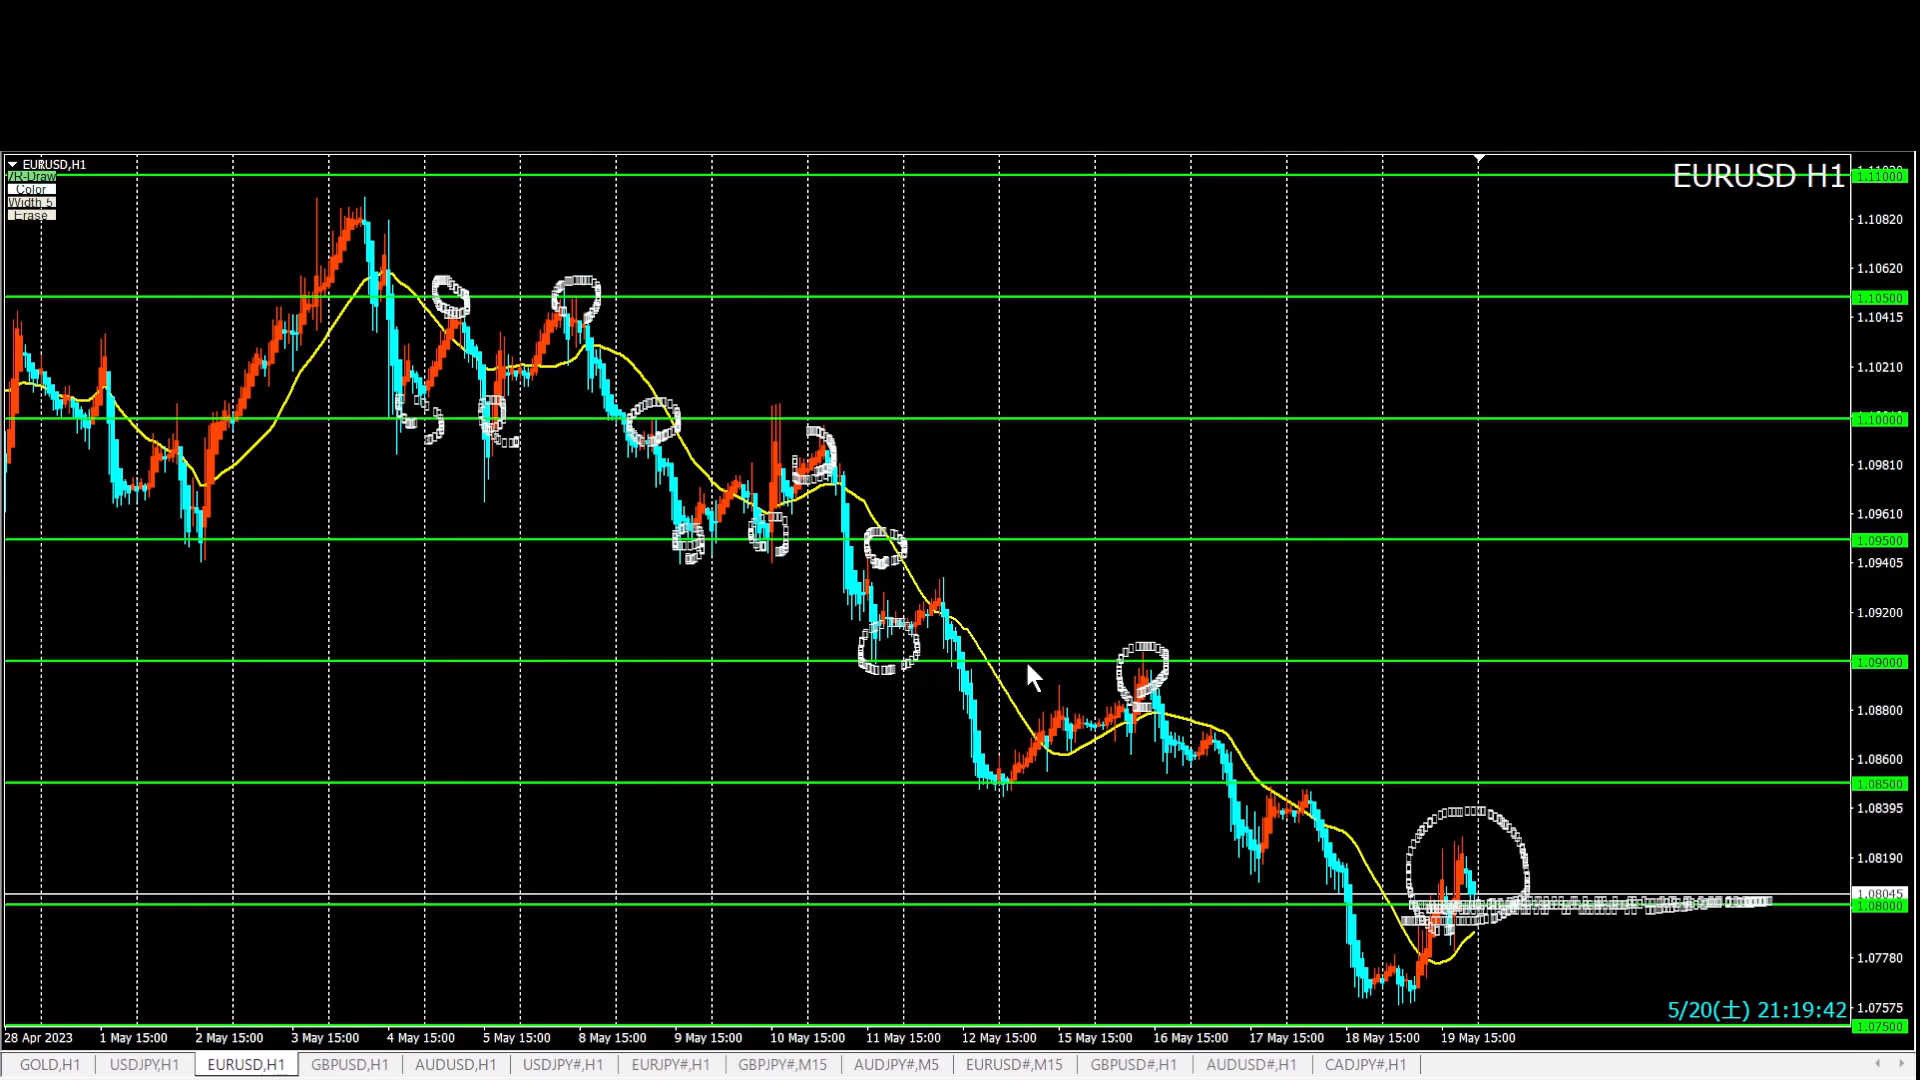 EURUSD,H1
/R-Draw
Color
Width 5
Erase
EURUSD H1
1.11000
1.10820
1.10620
1.10500
1.10415
1.10210
1.10000
1.09810
1.09610
1.09500
1.09405
1.09200
1.09000
1.08800
1.08600
1.08500
1.08395
1.08190
1.08045
1.08000
1.07780
1.07575
1.07500
5/20(土) 21:19:42
28 Apr 2023 1 May 15:00 2 May 15:00 3 May 15:00 4 May 15:00 5 May 15:00 8 May 15:00 9 May 15:00 10 May 15:00 11 May 15:00 12 May 15:00 15 May 15:00 16 May 15:00 17 May 15:00 18 May 15:00 19 May 15:00
GOLD,H1 USDJPY,H1 EURUSD,H1 GBPUSD,H1 AUDUSD,H1 USDJPY#,H1 EURJPY#,H1 GBPJPY#,M15 AUDJPY#,M5 EURUSD#,M15 GBPUSD#,H1 AUDUSD#,H1 CADJPY#,H1